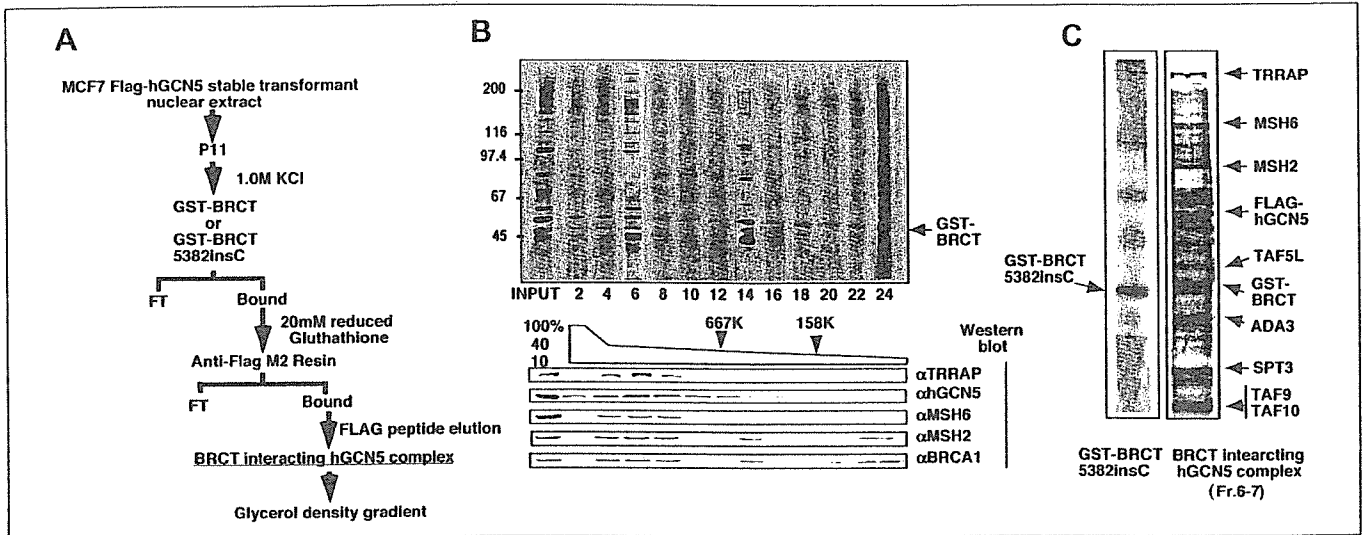 A
MCF7 Flag-hGCN5 stable transformant
nuclear extract
P11
1.0M KCl
GST-BRCT
or
GST-BRCT
5382InsC
FT
Bound
20mM reduced
Gluthathione
Anti-Flag M2 Resin
FT
Bound
FLAG peptide elution
BRCT interacting hGCN5 complex
Glycerol density gradient
B
200
116
97.4
67
45
GST-
BRCT
INPUT 2 4 6 8 10 12 14 16 18 20 22 24
100%
40
10
667K
158K
Western
blot
αTRRAP
αhGCN5
αMSH6
αMSH2
αBRCA1
C
TRRAP
MSH6
MSH2
FLAG-
hGCN5
TAF5L
GST-
BRCT
ADA3
SPT3
TAF9
TAF10
GST-BRCT
5382InsC
GST-BRCT
5382insC
BRCT intearcting
hGCN5 complex
(Fr.6-7)